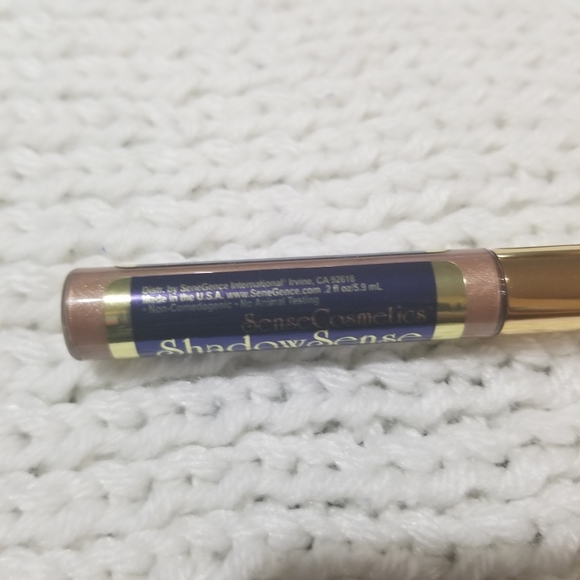 Distr. by SeneGence International® Irvine, CA 92618
Made in the U.S.A. www.SeneGence.com .2 fl oz/5.9 mL
• Non-Comedogenic • No Animal Testing
SenseCosmetics
ShadowSense